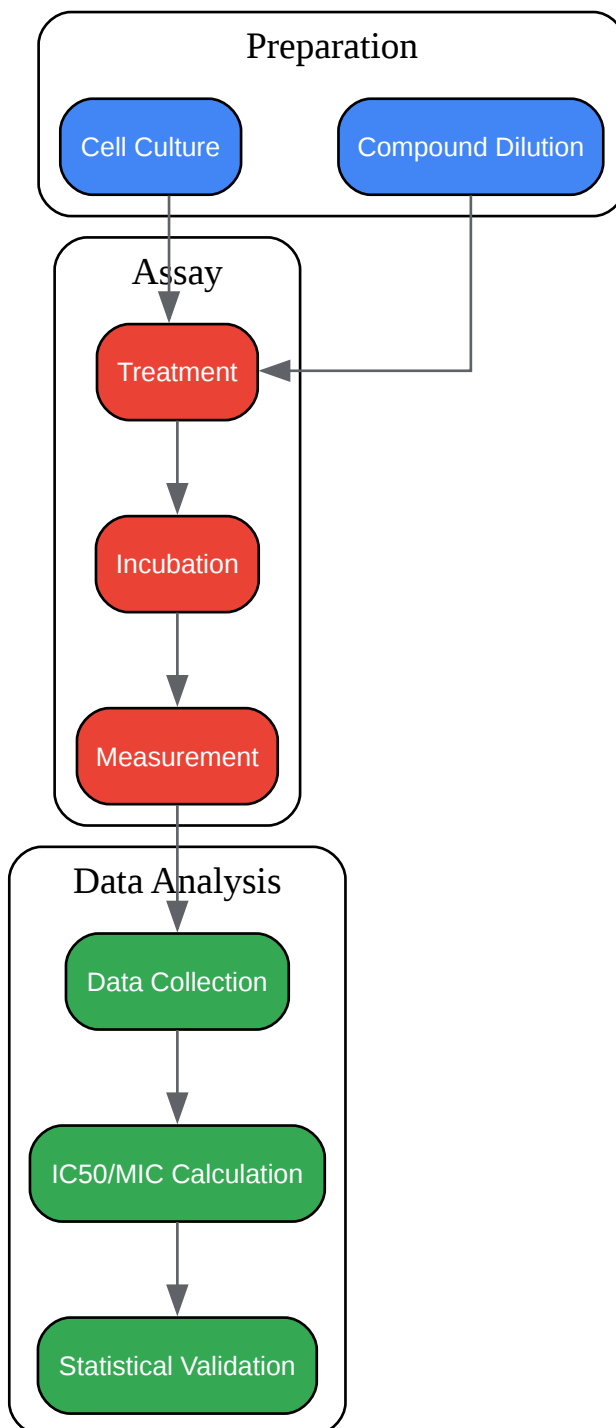 Preparation
Cell Culture
Compound Dilution
Assay
Treatment
Incubation
Measurement
Data Analysis
Data Collection
IC50/MIC Calculation
Statistical Validation